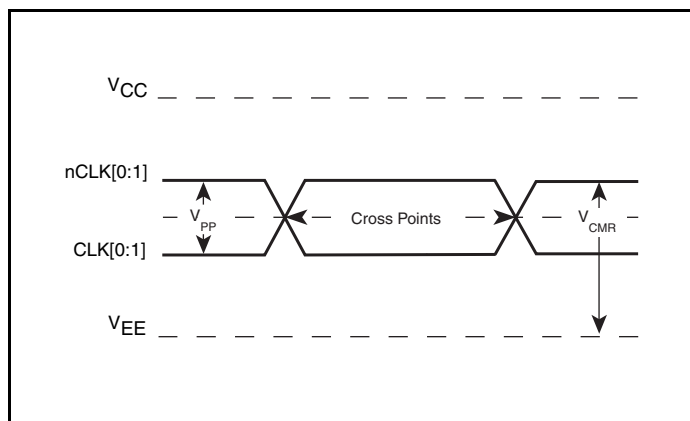 VCC
nCLK[0:1]
VPP
Cross Points
VCMR
CLK[0:1]
VEE